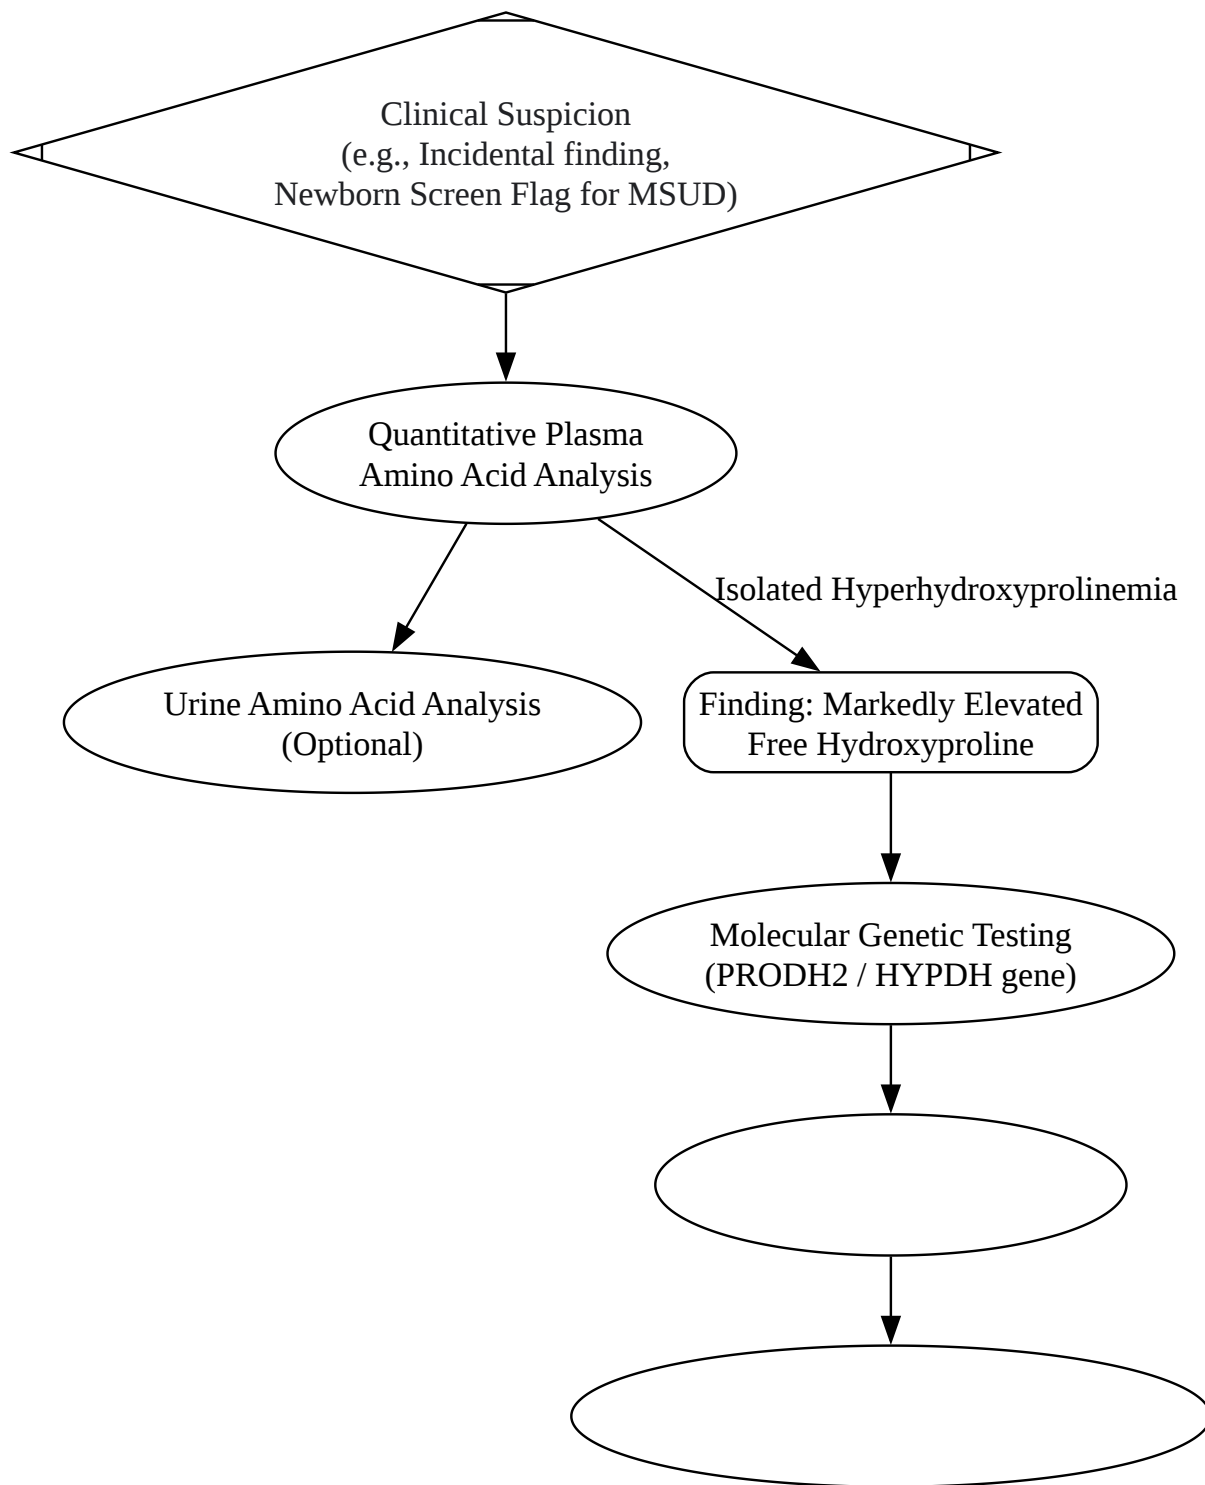 Clinical Suspicion
(e.g., Incidental finding,
Newborn Screen Flag for MSUD)
Quantitative Plasma
Amino Acid Analysis
Isolated Hyperhydroxyprolinemia
Urine Amino Acid Analysis
(Optional)
Finding: Markedly Elevated
Free Hydroxyproline
Molecular Genetic Testing
(PRODH2 / HYPDH gene)